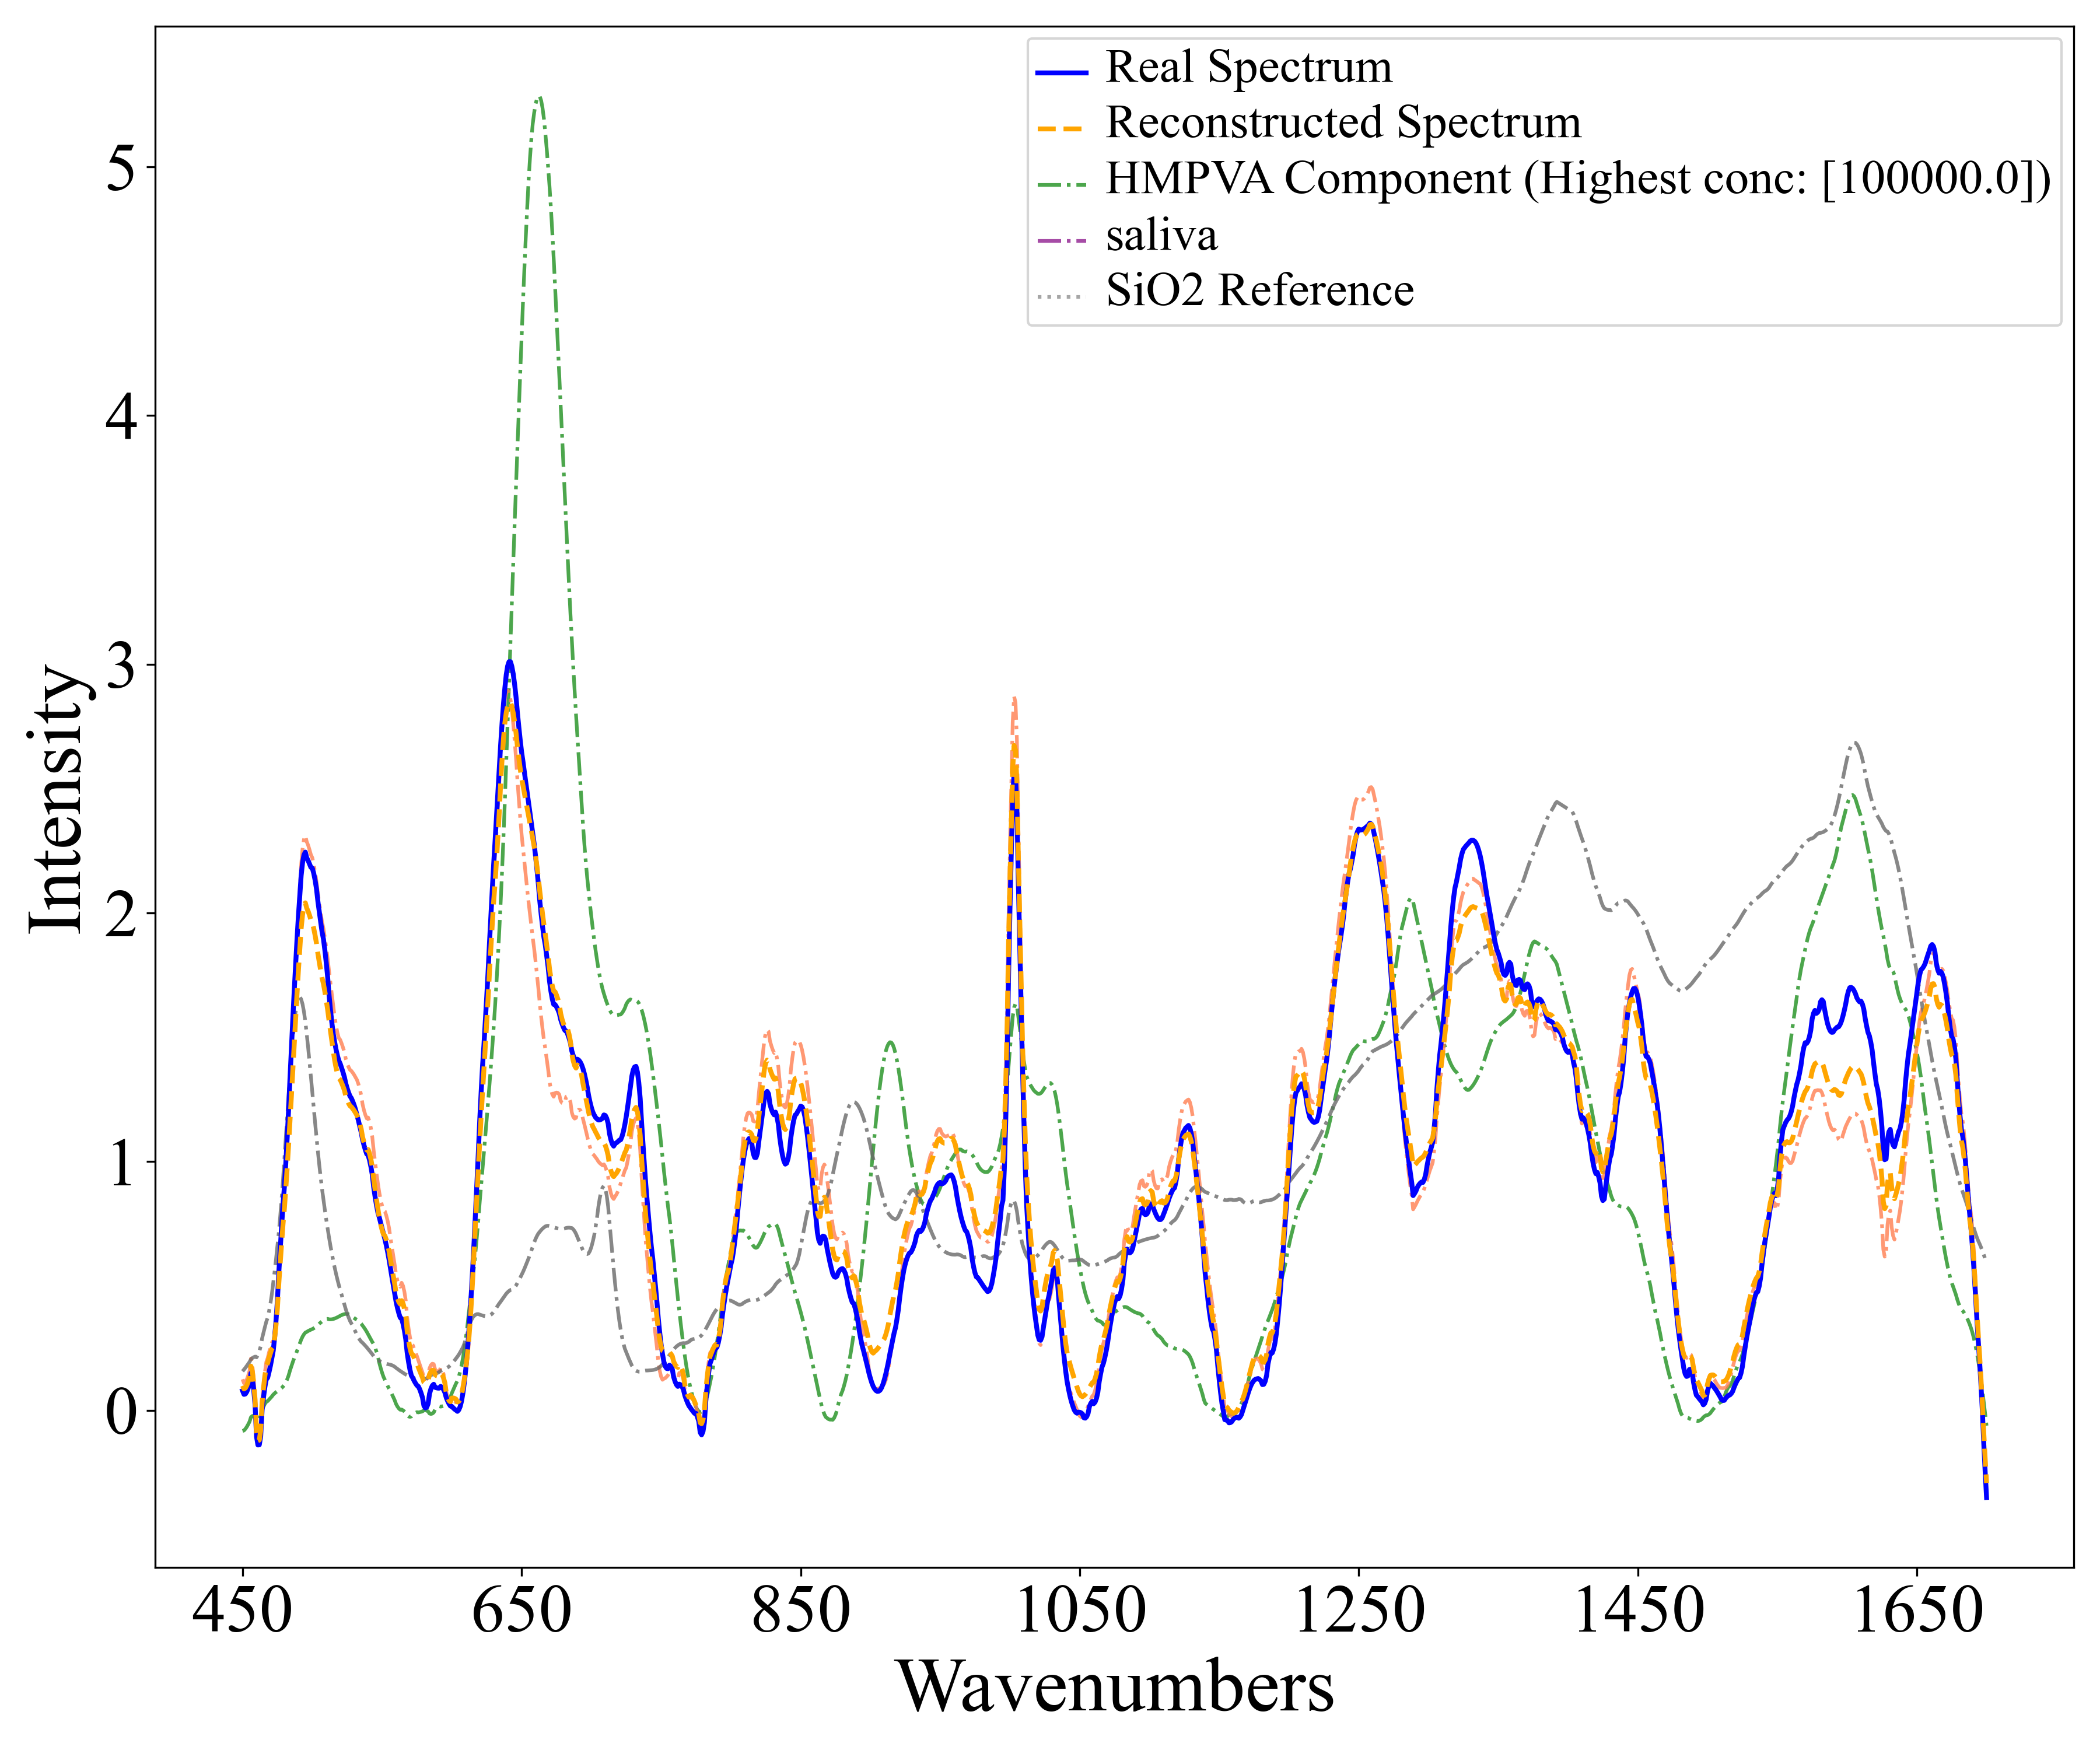 Real Spectrum
Reconstructed Spectrum
HMPVA Component (Highest conc: [100000.0])
saliva
SiO2 Reference
Intensity
5
4
3
2
1
0
450 650 850 1050 1250 1450 1650
Wavenumbers